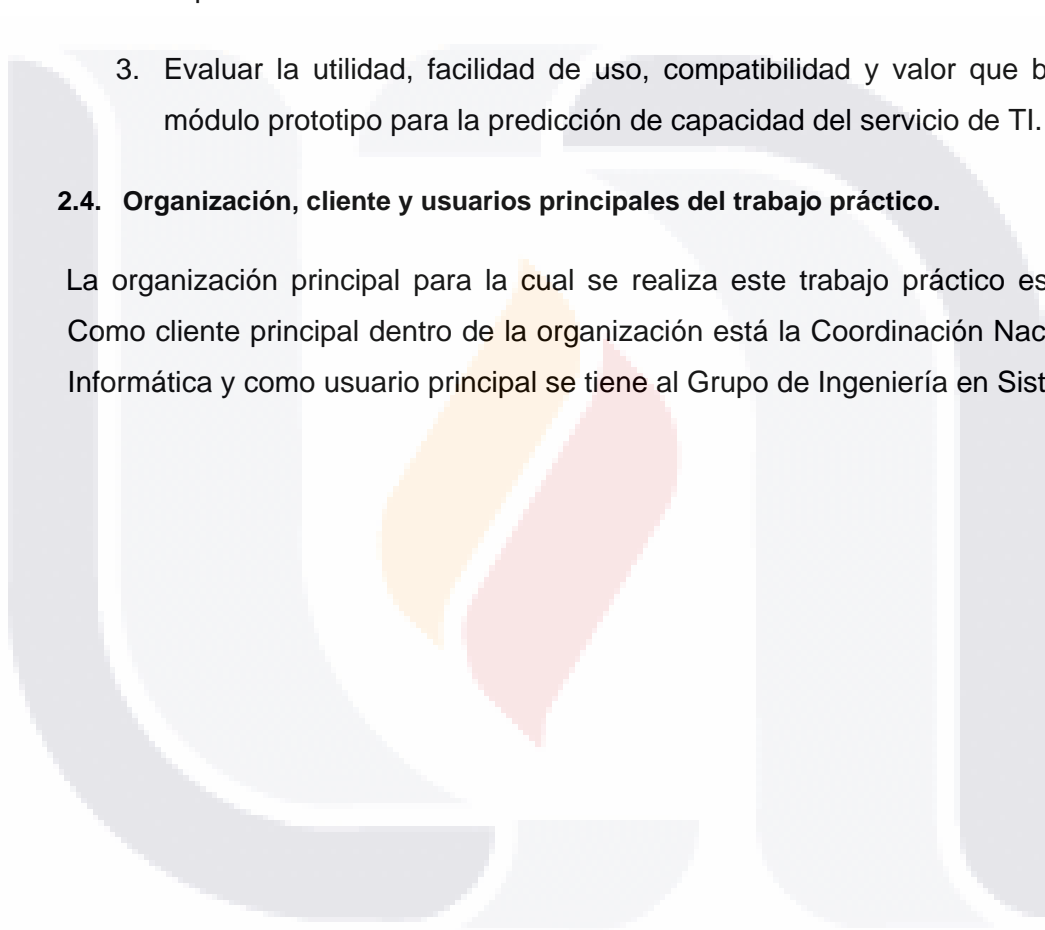 3. Evaluar la utilidad, facilidad de uso, compatibilidad y valor que
módulo prototipo para la predicción de capacidad del servicio de TI.
2.4. Organización, cliente y usuarios principales del trabajo práctico.
La organización principal para la cual se realiza este trabajo práctico es
Como cliente principal dentro de la organización está la Coordinación
Informática y como usuario principal se tiene al Grupo de Ingeniería en